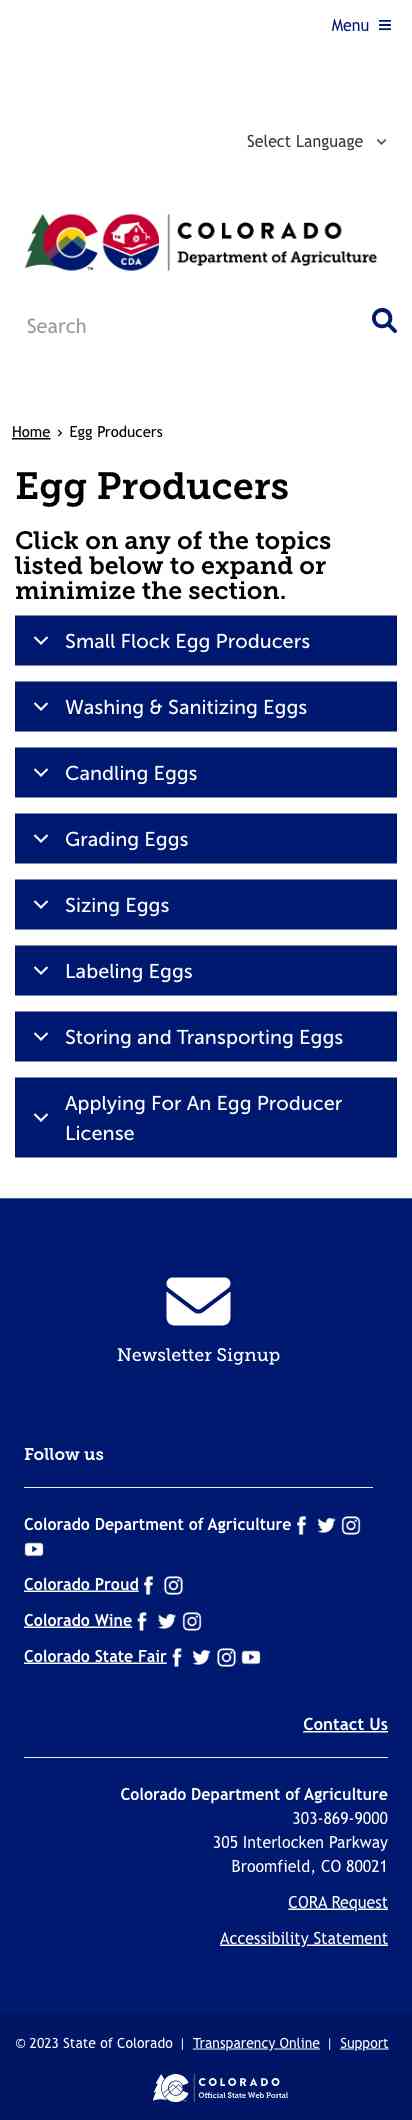 Menu
Select Language
COLORADO
CDA
Department of Agriculture
TM
Search
Home › Egg Producers
Egg Producers
Click on any of the topics
listed below to expand or
minimize the section.
Small Flock Egg Producers
Washing & Sanitizing Eggs
Candling Eggs
Grading Eggs
Sizing Eggs
Labeling Eggs
Storing and Transporting Eggs
Applying For An Egg Producer
License
Newsletter Signup
Follow us
Colorado Department of Agriculture
Colorado Proud
Colorado Wine
Colorado State Fair
Contact Us
Colorado Department of Agriculture
303-869-9000
305 Interlocken Parkway
Broomfield, CO 80021
CORA Request
Accessibility Statement
© 2023 State of Colorado | Transparency Online | Support
COLORADO
Official State Web Portal